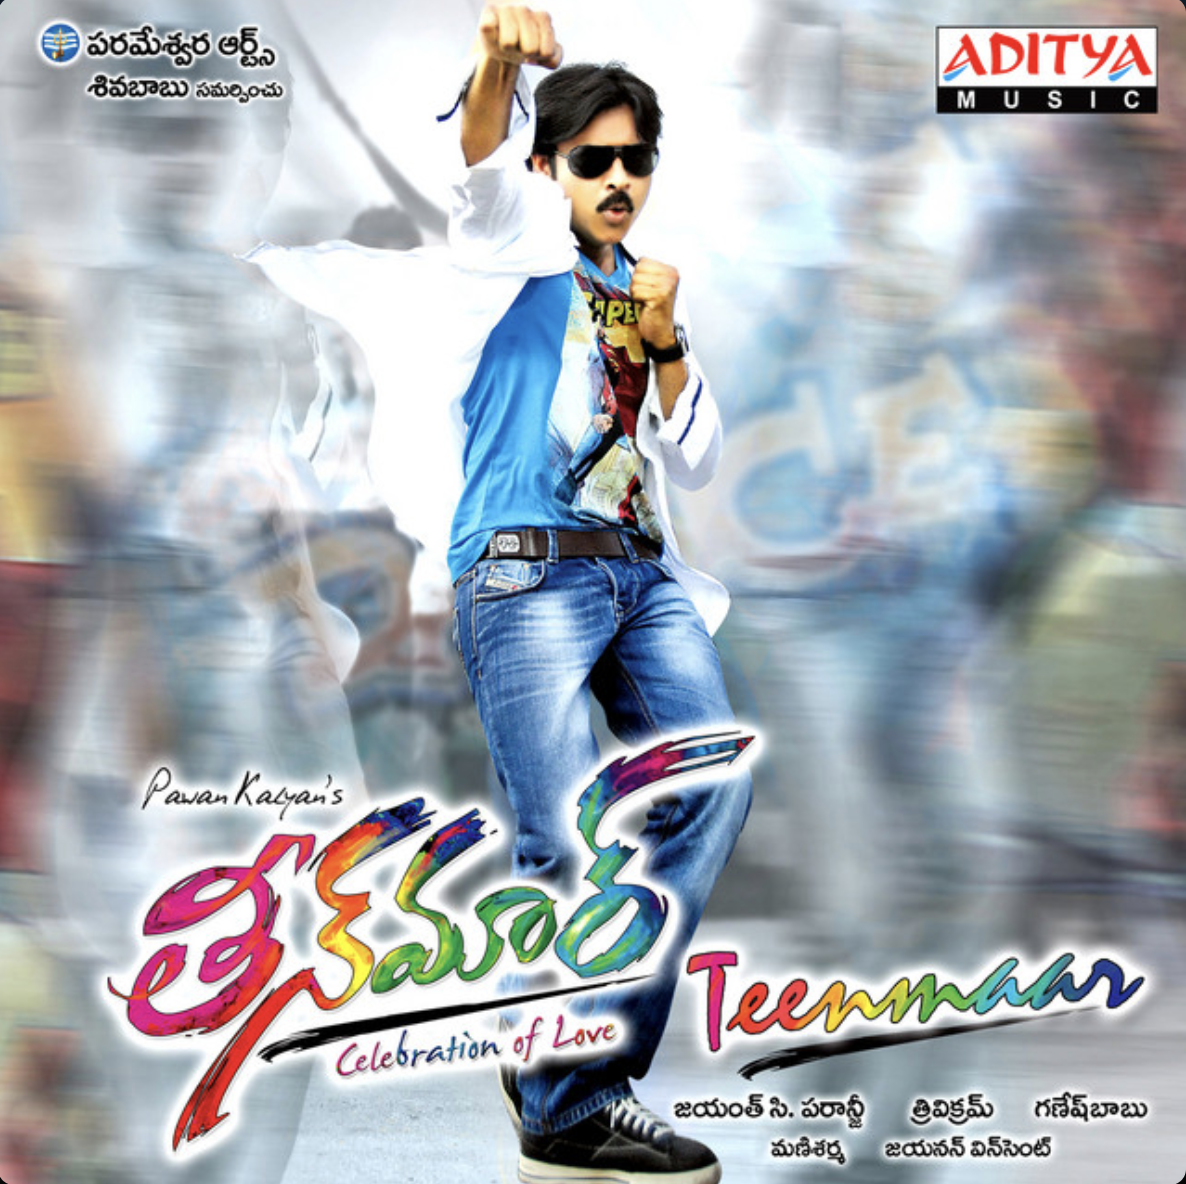 పరమేశ్వర ఆర్ట్స్
శివబాబు సమర్పించు
ADITYA
MUSIC
Pawan Kalyan's
తీన్‌మార్
Celebration of Love
Teenmaar
జయంత్ సి. పరాన్జీ త్రివిక్రమ్ గణేష్‌బాబు
మణిశర్మ జయనన్ విన్‌సెంట్